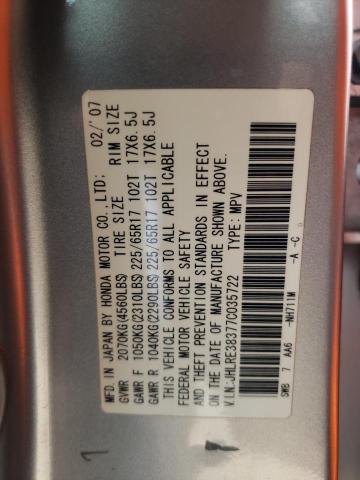 MFD. IN JAPAN BY HONDA MOTOR CO., LTD: 02/'07
GVWR 2070KG(4560LBS) TIRE SIZE RIM SIZE
GAWR F 1050KG(2310LBS) 225/65R17 102T 17X6.5J
GAWR R 1040KG(2290LBS) 225/65R17 102T 17X6.5J
THIS VEHICLE CONFORMS TO ALL APPLICABLE
FEDERAL MOTOR VEHICLE SAFETY
AND THEFT PREVENTION STANDARDS IN EFFECT
ON THE DATE OF MANUFACTURE SHOWN ABOVE.
V.I.N.:JHLRE38377C035722 TYPE: MPV
SWB 7 AA6 -NH711M -A -C